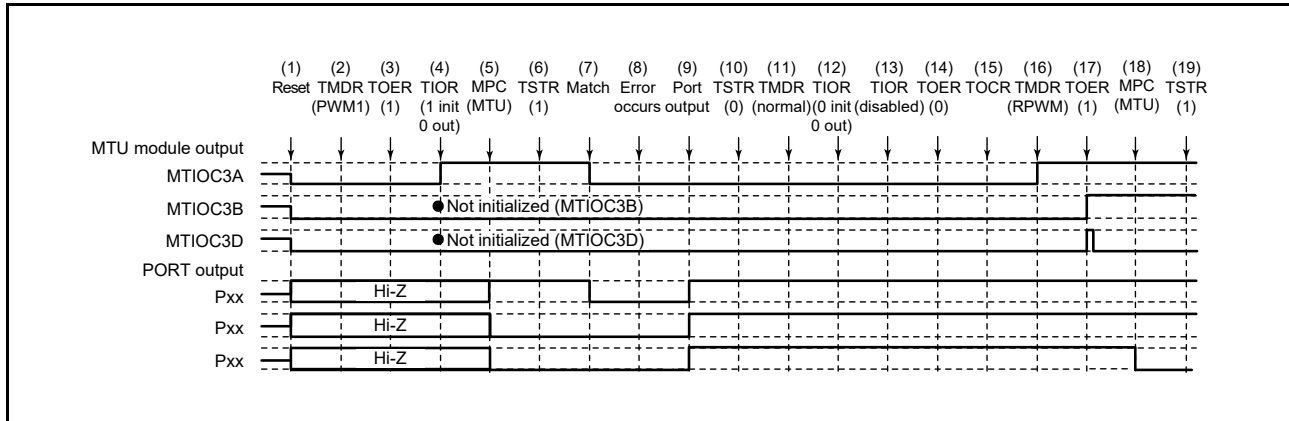 (1) (2) (3) (4) (5) (6) (7) (8) (9) (10) (11) (12) (13) (14) (15) (16) (17) (18) (19)
Reset TMDR TOER TIOR MPC TSTR Match Error Port TSTR TMDR TIOR TIOR TOER TOCR TMDR TOER MPC TSTR
(PWM1) (1) (1 init (MTU) (1) occurs output (0) (normal) (0 init (disabled) (0) (RPWM) (1) (MTU) (1)
0 out) 0 out)
MTU module output
MTIOC3A
MTIOC3B Not initialized (MTIOC3B)
MTIOC3D Not initialized (MTIOC3D)
PORT output
Pxx Hi-Z
Pxx Hi-Z
Pxx Hi-Z